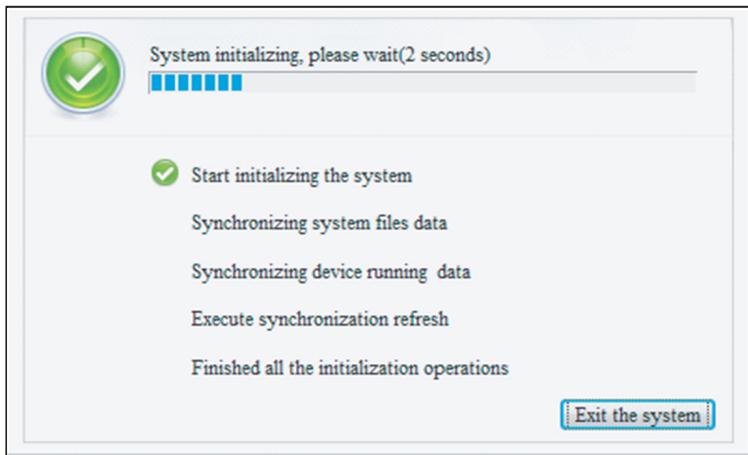 System initializing, please wait(2 seconds)
Start initializing the system
Synchronizing system files data
Synchronizing device running data
Execute synchronization refresh
Finished all the initialization operations
Exit the system